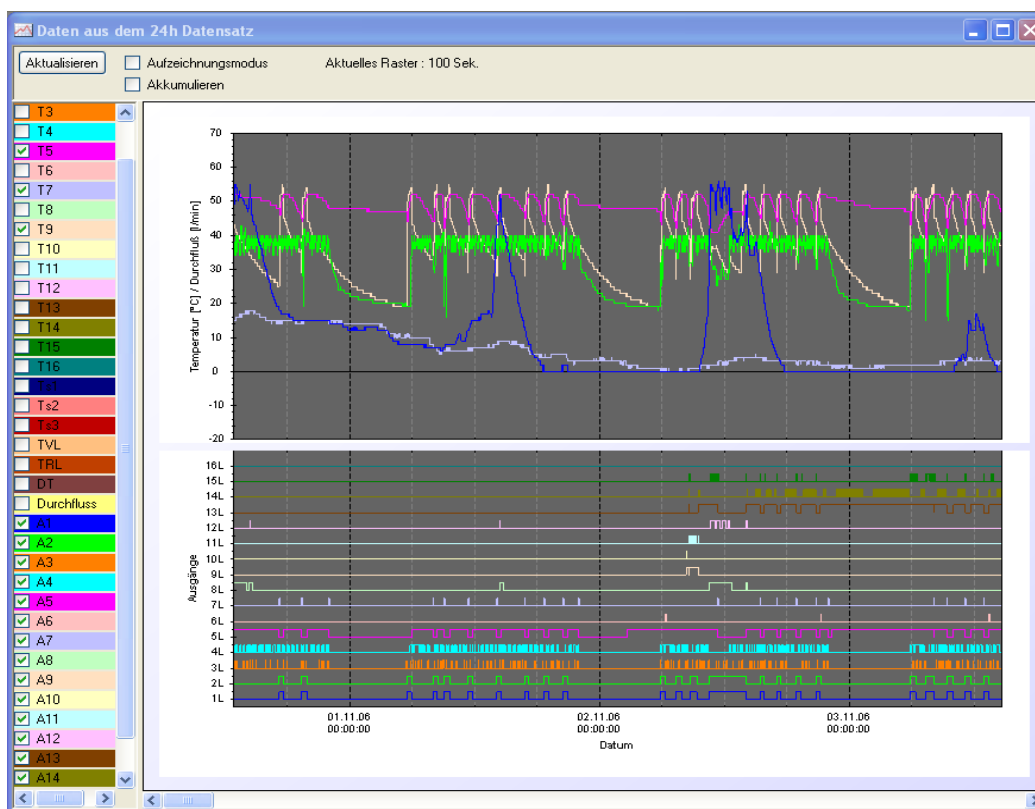 Daten aus dem 24h Datensatz
Aktualisieren
Aufzeichnungsmodus
Aktuelles Raster : 100 Sek.
Akkumulieren
T3
T4
T5
T6
T7
T8
T9
T10
T11
T12
T13
T14
T15
T16
Ts1
Ts2
Ts3
TVL
TRL
DT
Durchfluss
A1
A2
A3
A4
A5
A6
A7
A8
A9
A10
A11
A12
A13
A14
Temperatur [°C] / Durchfluß [l/min]
70
60
50
40
30
20
10
0
-10
-20
Ausgänge
16L
15L
14L
13L
12L
11L
10L
9L
8L
7L
6L
5L
4L
3L
2L
1L
01.11.06 02.11.06 03.11.06
00:00:00 00:00:00 00:00:00
Datum